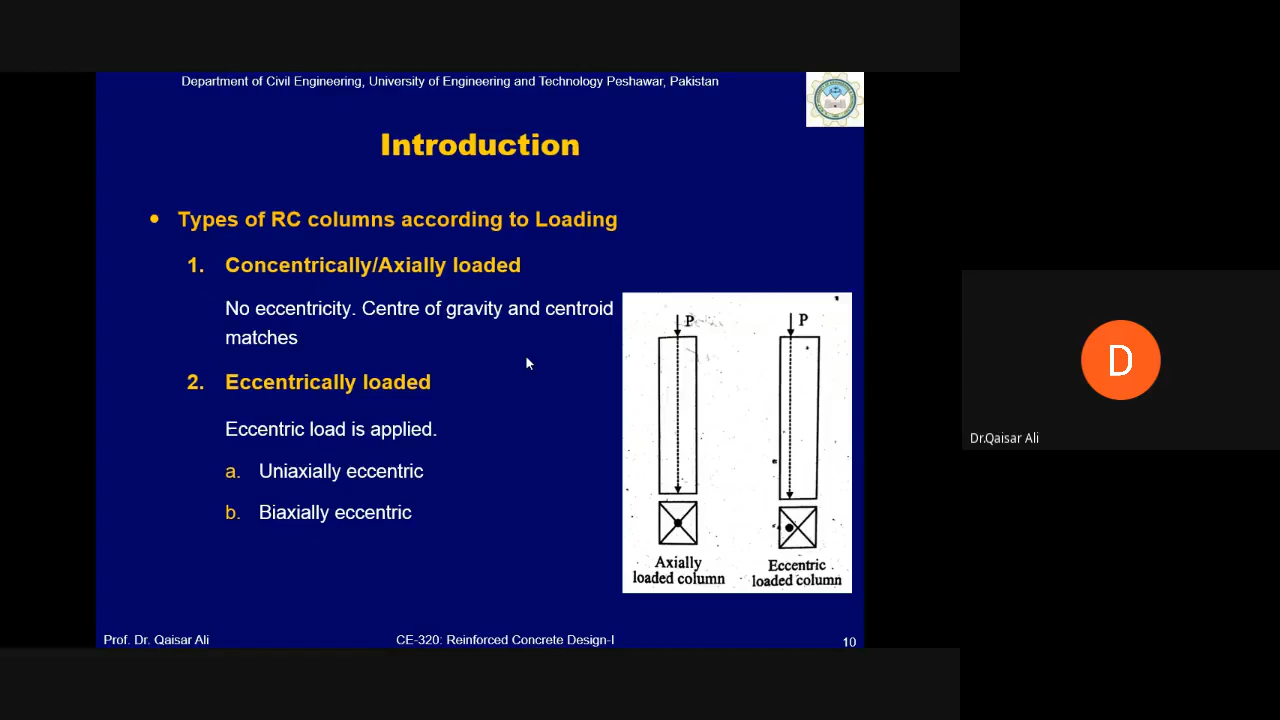 Department of Civil Engineering, University of Engineering and Technology Peshawar, Pakistan
Introduction
• Types of RC columns according to Loading
1. Concentrically/Axially loaded
No eccentricity. Centre of gravity and centroid
matches
2. Eccentrically loaded
Eccentric load is applied.
a. Uniaxially eccentric
b. Biaxially eccentric
P
P
Axially
loaded column
Eccentric
loaded column
Prof. Dr. Qaisar Ali
CE-320: Reinforced Concrete Design-I
10
D
Dr.Qaisar Ali